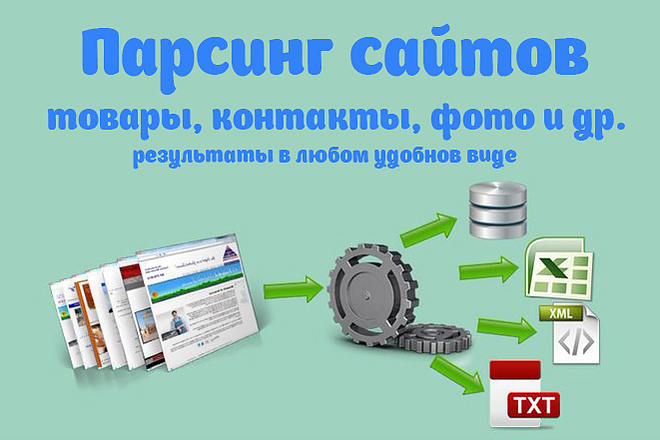 Парсинг сайтов
товары, контакты, фото и др.
результаты в любом удобнов виде
XML
TXT